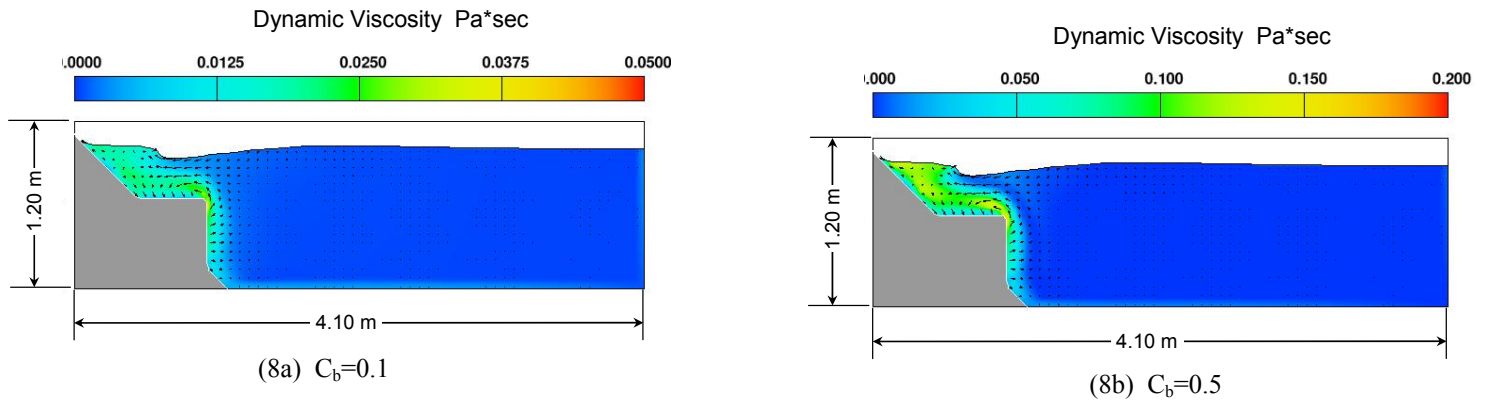 Dynamic Viscosity Pa*sec
.0000 0.0125 0.0250 0.0375 0.0500
1.20 m
4.10 m
(8a) Cb=0.1
Dynamic Viscosity Pa*sec
.000 0.050 0.100 0.150 0.200
1.20 m
4.10 m
(8b) Cb=0.5